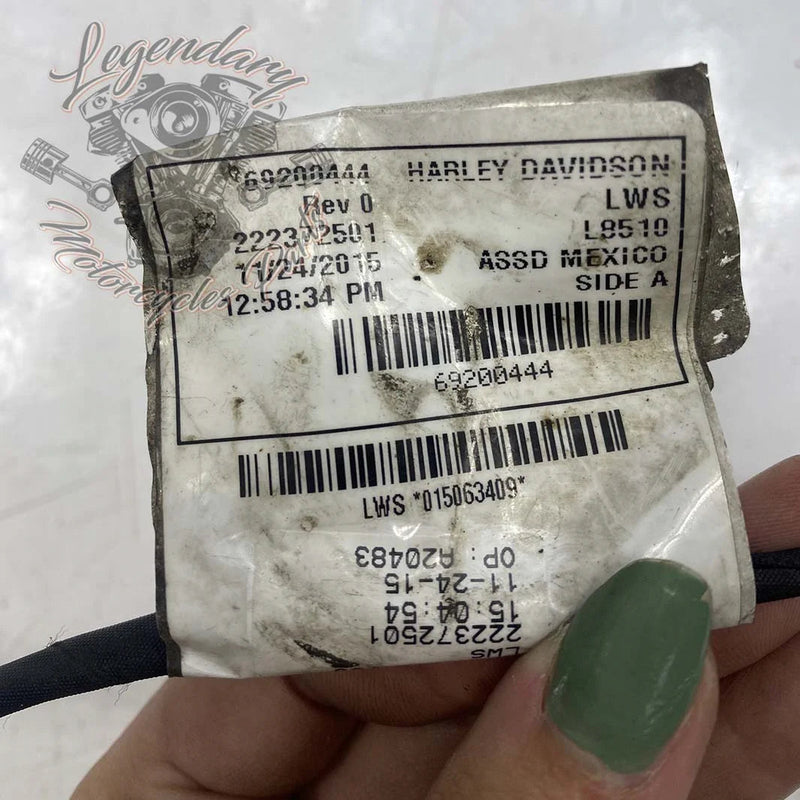 Legendary
Motorcycles Parts
69200444 HARLEY DAVIDSON
Rev 0 LWS
222372501 L8510
11/24/2015 ASSD MEXICO
12:58:34 PM SIDE A
69200444
LWS *015063409*
OP: A20483
11-24-15
15:04:54
222372501
LWS